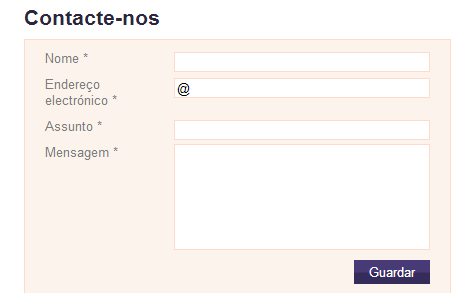 Contacte-nos
Nome *
Endereço
electrónico *
@
Assunto *
Mensagem *
Guardar